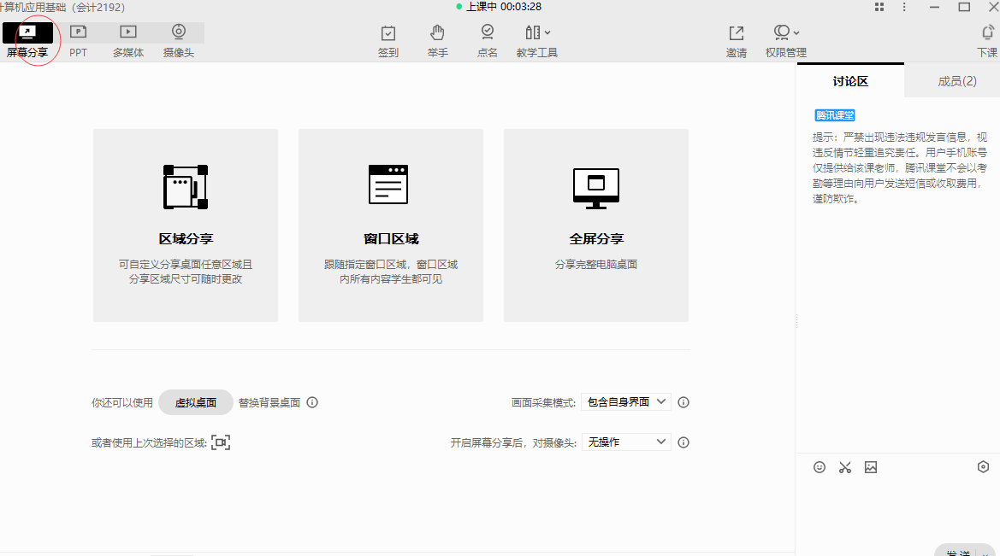 计算机应用基础（会计2192）
上课中 00:03:28
屏幕分享
PPT
多媒体
摄像头
签到
举手
点名
教学工具
邀请
权限管理
下课
讨论区
成员(2)
腾讯课堂
提示：严禁出现违法违规发言信息，视
违反情节轻重追究责任。用户手机账号
仅提供给该课老师，腾讯课堂不会以考
勤等理由向用户发送短信或收取费用，
谨防欺诈。
区域分享
可自定义分享桌面任意区域且
分享区域尺寸可随时更改
窗口区域
跟随指定窗口区域，窗口区域
内所有内容学生都可见
全屏分享
分享完整电脑桌面
你还可以使用 虚拟桌面 替换背景桌面
画面采集模式: 包含自身界面
或者使用上次选择的区域:
开启屏幕分享后，对摄像头: 无操作
发送